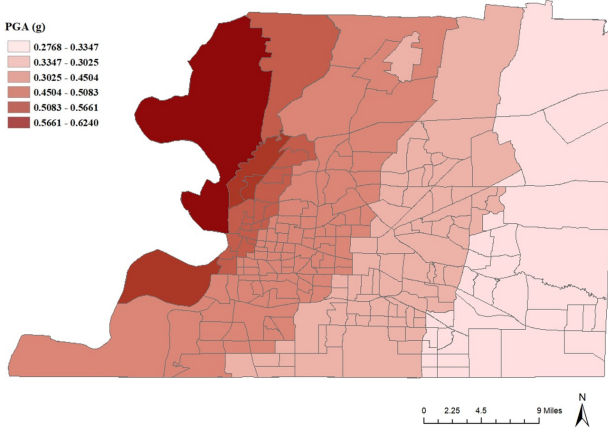 PGA (g)
0.2768 - 0.3347
0.3347 - 0.3025
0.3025 - 0.4504
0.4504 - 0.5083
0.5083 - 0.5661
0.5661 - 0.6240
N
0 2.25 4.5 9 Miles